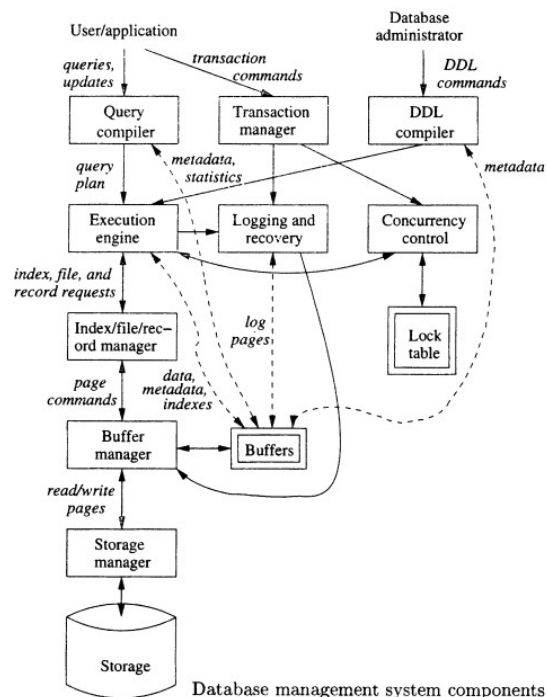 User/application
Database
administrator
queries,
updates
transaction
commands
DDL
commands
Query
compiler
Transaction
manager
DDL
compiler
query
plan
metadata,
statistics
metadata
Execution
engine
Logging and
recovery
Concurrency
control
index, file, and
record requests
Index/file/rec-
ord manager
log
pages
Lock
table
page
commands
data,
metadata,
indexes
Buffer
manager
Buffers
read/write
pages
Storage
manager
Storage
Database management system components